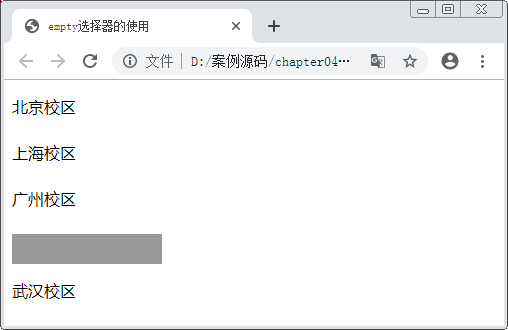 empty选择器的使用
文件 | D:/案例源码/chapter04…
北京校区
上海校区
广州校区
武汉校区